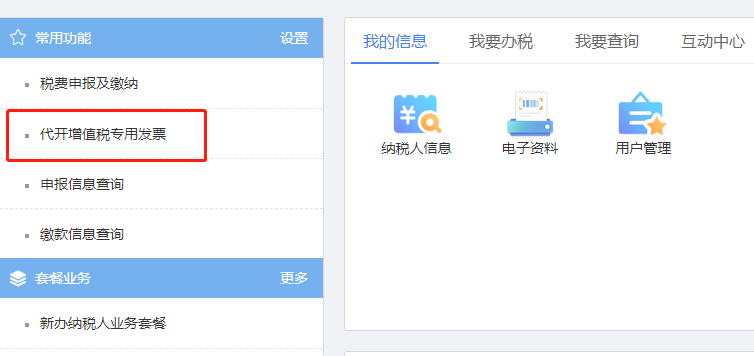 常用功能 设置
税费申报及缴纳
代开增值税专用发票
申报信息查询
缴款信息查询
套餐业务 更多
新办纳税人业务套餐
我的信息 我要办税 我要查询 互动中心
纳税人信息 电子资料 用户管理